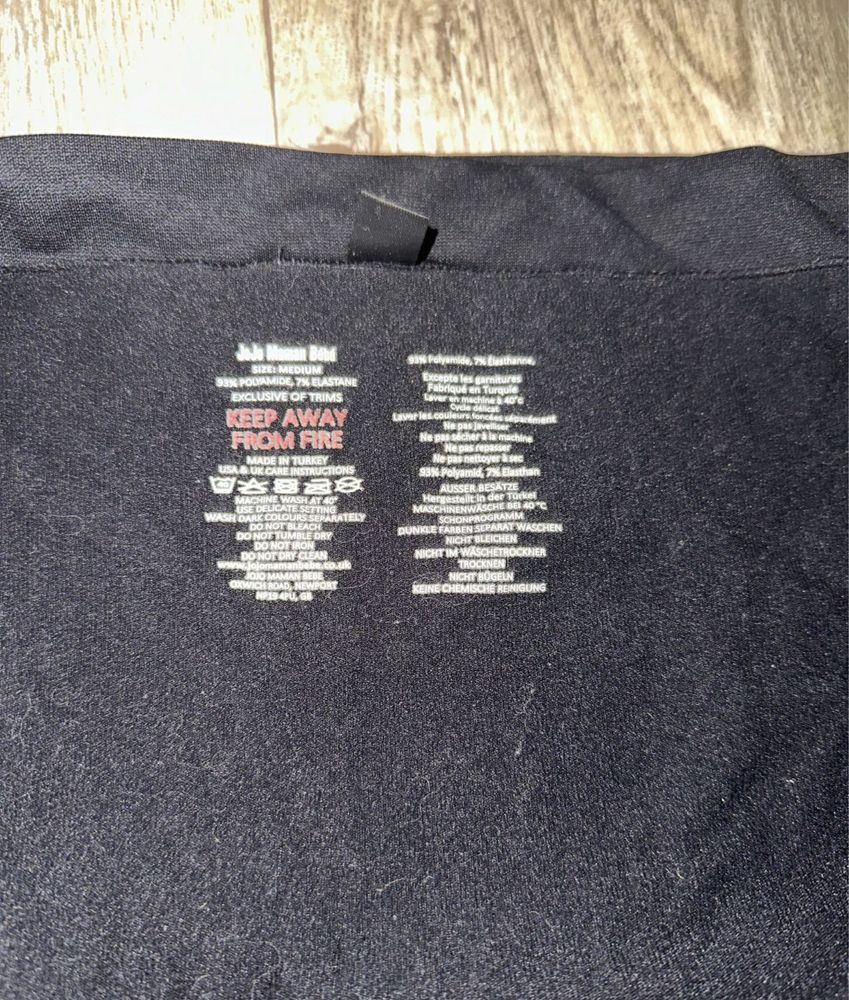 JoJo Maman Bébé
SIZE: MEDIUM
93% POLYAMIDE, 7% ELASTANE
EXCLUSIVE OF TRIMS
KEEP AWAY
FROM FIRE
MADE IN TURKEY
USA & UK CARE INSTRUCTIONS
MACHINE WASH AT 40°
USE DELICATE SETTING
WASH DARK COLOURS SEPARATELY
DO NOT BLEACH
DO NOT TUMBLE DRY
DO NOT IRON
DO NOT DRY CLEAN
www.jojomamanbebe.co.uk
JOJO MAMAN BEBE
OXWICH ROAD, NEWPORT
NP19 4PU, GB
93% Polyamide, 7% Elasthanne,
Excepte les garnitures
Fabriqué en Turquie
Laver en machine à 40°c
Cycle délicat
Laver les couleurs foncées séparément
Ne pas javelliser
Ne pas sécher à la machine
Ne pas repasser
Ne pas nettoyer à sec
93% Polyamid, 7% Elasthan
AUSSER BESÄTZE
Hergestellt in der Türkei
MASCHINENWÄSCHE BEI 40°C
SCHONPROGRAMM
DUNKLE FARBEN SEPARAT WASCHEN
NICHT BLEICHEN
NICHT IM WÄSCHETROCKNER
TROCKNEN
NICHT BÜGELN
KEINE CHEMISCHE REINIGUNG